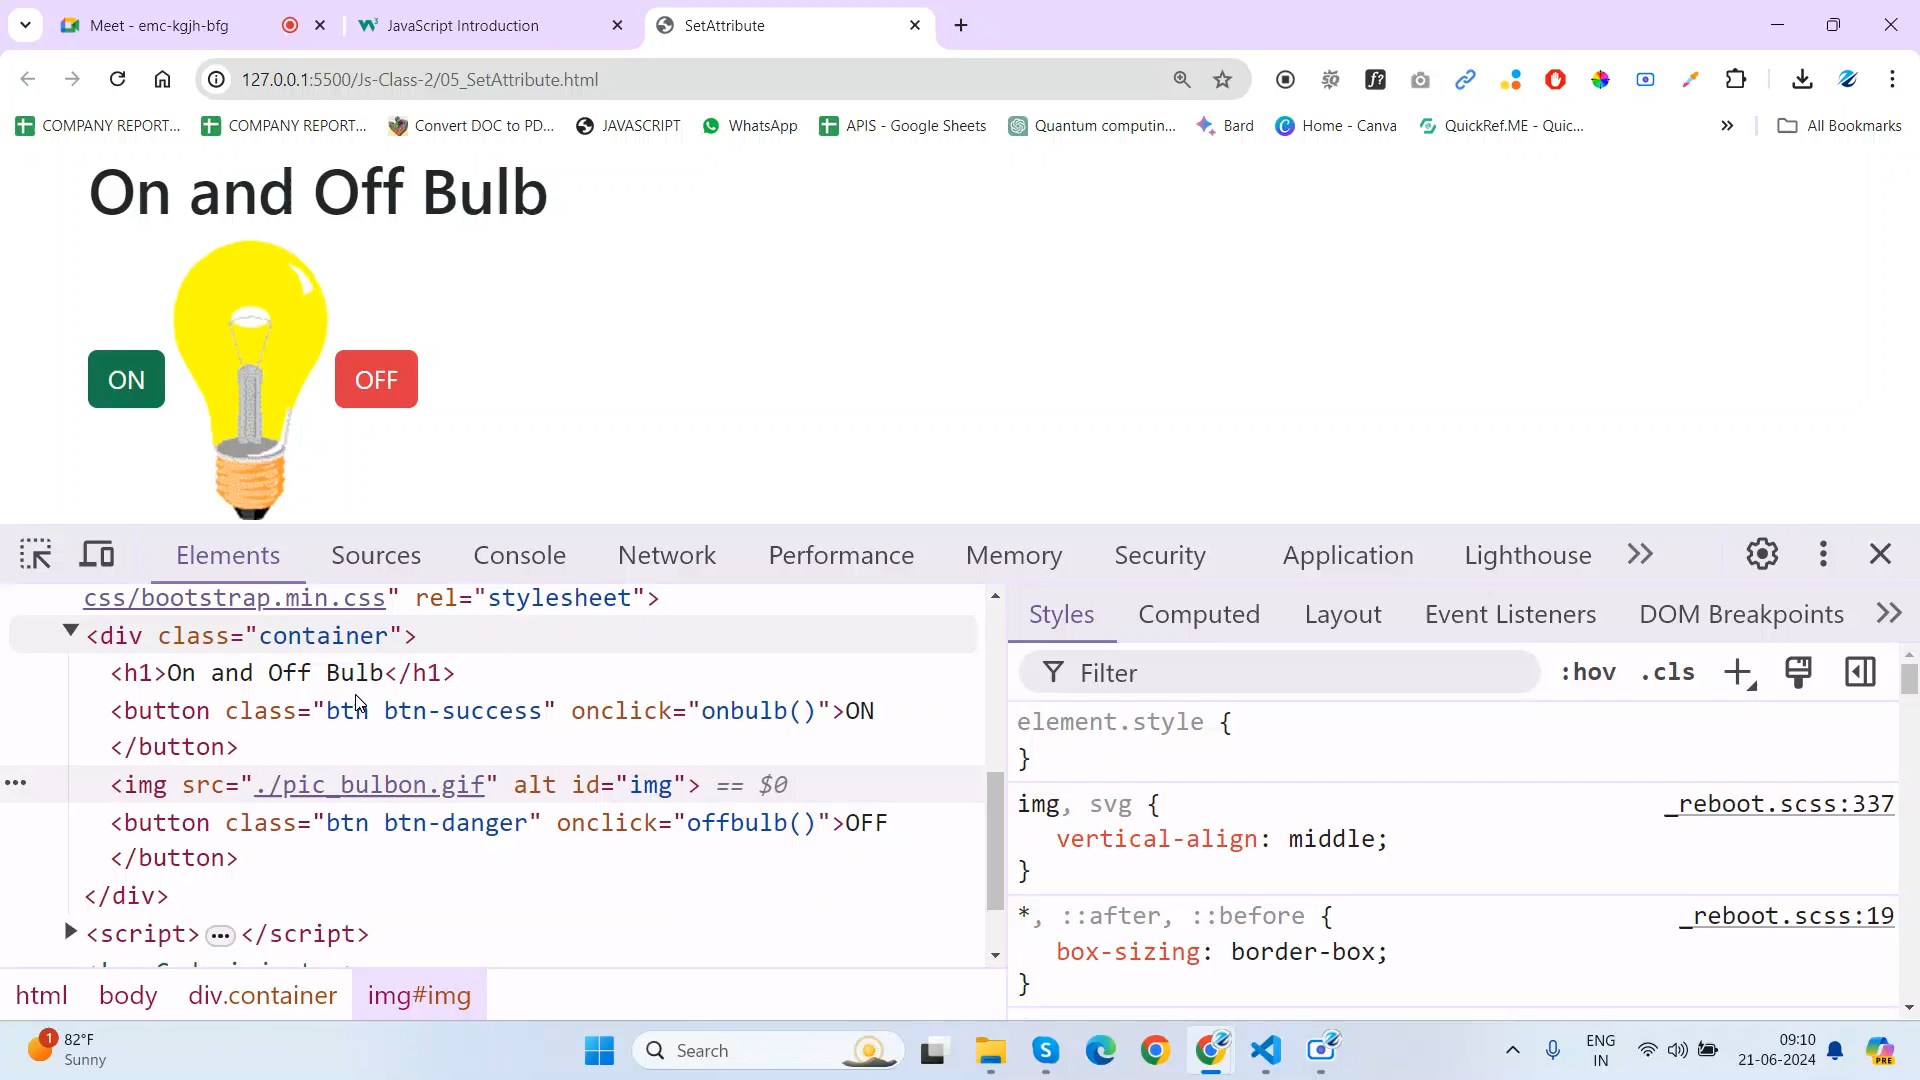 Meet - emc-kgjh-bfg
JavaScript Introduction
SetAttribute
127.0.0.1:5500/Js-Class-2/05_SetAttribute.html
COMPANY REPORT...
COMPANY REPORT...
Convert DOC to PD...
JAVASCRIPT
WhatsApp
APIS - Google Sheets
Quantum computin...
Bard
Home - Canva
QuickRef.ME - Quic...
All Bookmarks
On and Off Bulb
ON
OFF
Elements
Sources
Console
Network
Performance
Memory
Security
Application
Lighthouse
css/bootstrap.min.css" rel="stylesheet">
<div class="container">
<h1>On and Off Bulb</h1>
<button class="btn btn-success" onclick="onbulb()">ON
</button>
<img src="./pic_bulbon.gif" alt id="img"> == $0
<button class="btn btn-danger" onclick="offbulb()">OFF
</button>
</div>
<script>…</script>
html
body
div.container
img#img
Styles
Computed
Layout
Event Listeners
DOM Breakpoints
Filter
:hov
.cls
element.style {
}
img, svg {
_reboot.scss:337
vertical-align: middle;
}
*, ::after, ::before {
_reboot.scss:19
box-sizing: border-box;
}
1
82°F
Sunny
Search
ENG
IN
09:10
21-06-2024
PRE